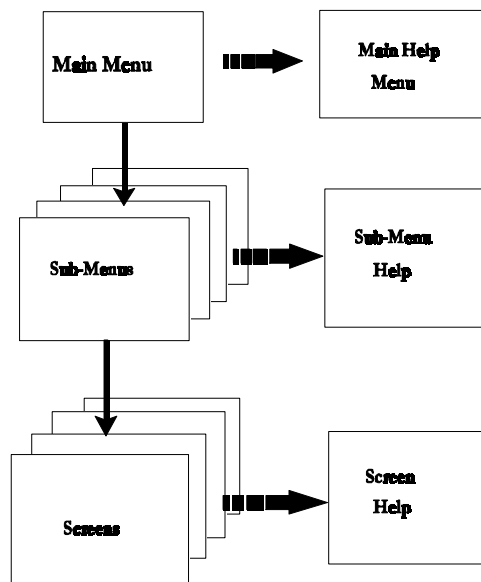 Main Menu
Main Help
Menu
Sub-Menus
Sub-Menu
Help
Screens
Screen
Help